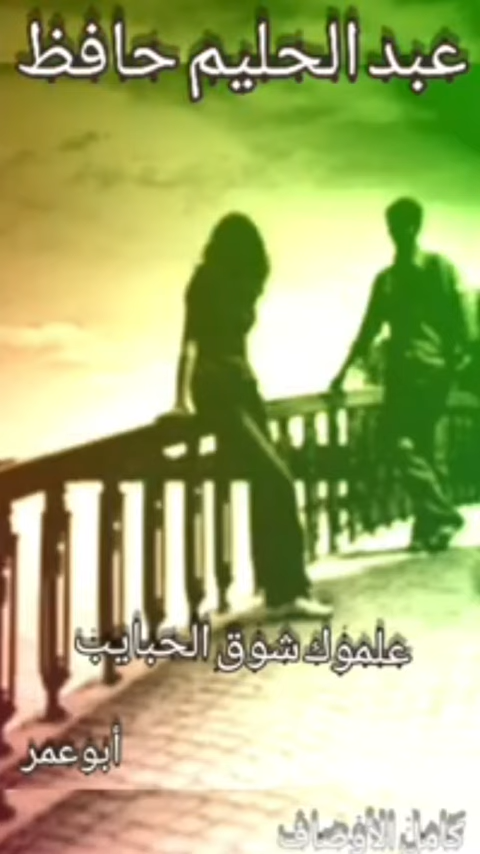 عبد الحليم حافظ
علموك شوق الحبايب
أبو عمر
كامل الأوصاف